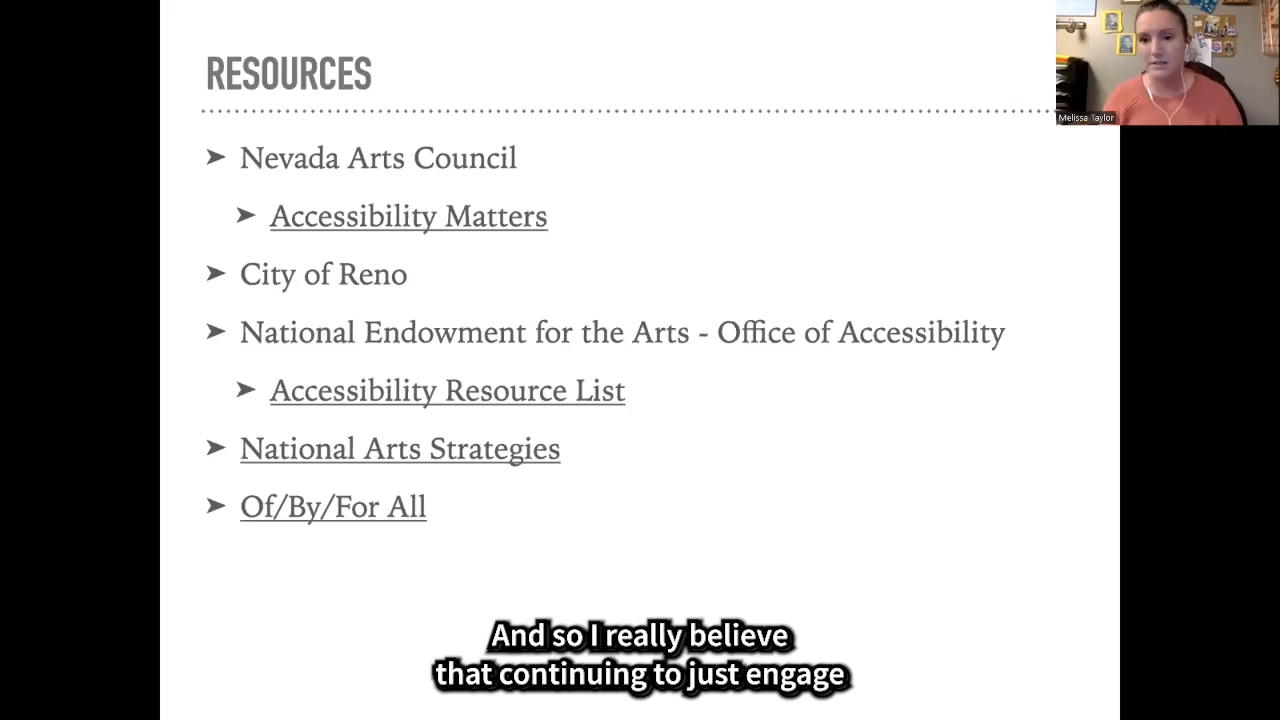 RESOURCES
Melissa Taylor
➤ Nevada Arts Council
➤ Accessibility Matters
➤ City of Reno
➤ National Endowment for the Arts - Office of Accessibility
➤ Accessibility Resource List
➤ National Arts Strategies
➤ Of/By/For All
And so I really believe
that continuing to just engage